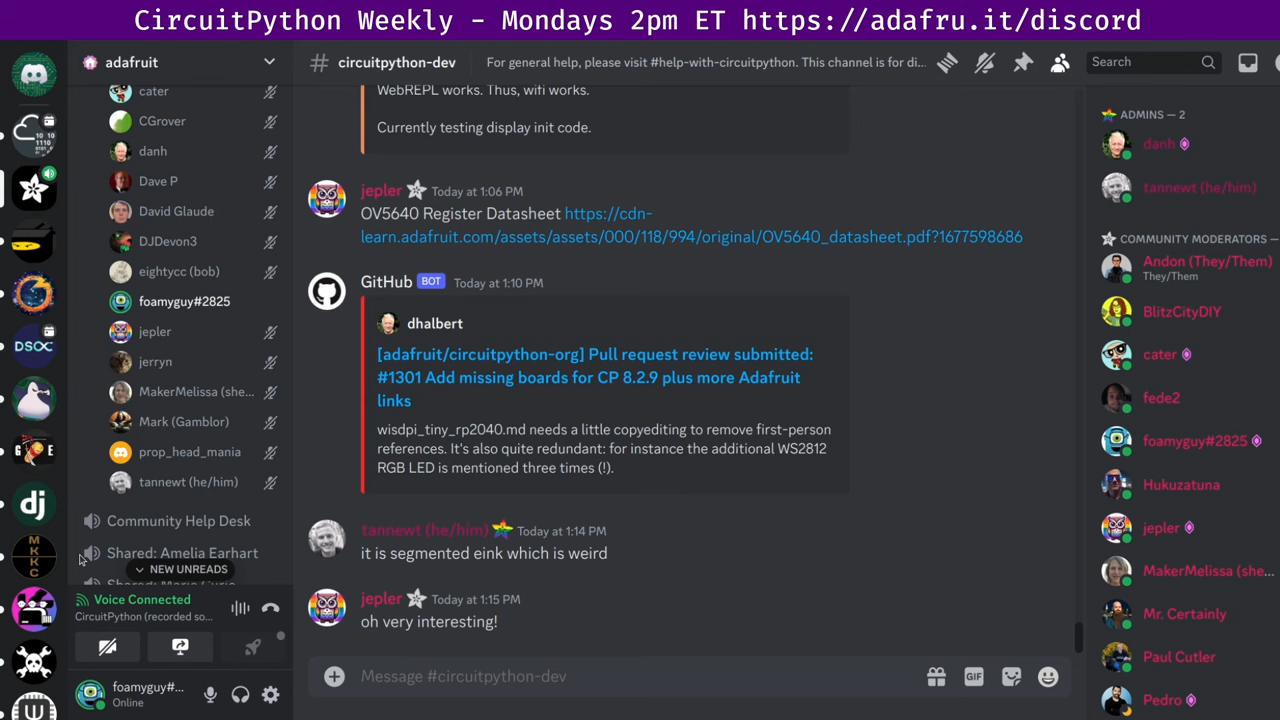 CircuitPython Weekly - Mondays 2pm ET https://adafru.it/discord
adafruit
cater
CGrover
danh
Dave P
David Glaude
DJDevon3
eightycc (bob)
foamyguy#2825
jepler
jerryn
MakerMelissa (she...
Mark (Gamblor)
prop_head_mania
tannewt (he/him)
Community Help Desk
Shared: Amelia Earhart
NEW UNREADS
Voice Connected
CircuitPython (recorded so...
foamyguy#...
Online
circuitpython-dev
For general help, please visit #help-with-circuitpython. This channel is for di...
Search
WebREPL works. Thus, wifi works.
Currently testing display init code.
jepler Today at 1:06 PM
OV5640 Register Datasheet https://cdn-
learn.adafruit.com/assets/assets/000/118/994/original/OV5640_datasheet.pdf?1677598686
GitHub BOT Today at 1:10 PM
dhalbert
[adafruit/circuitpython-org] Pull request review submitted:
#1301 Add missing boards for CP 8.2.9 plus more Adafruit
links
wisdpi_tiny_rp2040.md needs a little copyediting to remove first-person
references. It's also quite redundant: for instance the additional WS2812
RGB LED is mentioned three times (!).
tannewt (he/him) Today at 1:14 PM
it is segmented eink which is weird
jepler Today at 1:15 PM
oh very interesting!
Message #circuitpython-dev
GIF
ADMINS — 2
danh
tannewt (he/him)
COMMUNITY MODERATORS —
Andon (They/Them)
They/Them
BlitzCityDIY
cater
fede2
foamyguy#2825
Hukuzatuna
jepler
MakerMelissa (she...
Mr. Certainly
Paul Cutler
Pedro
DSOC
dj
MKKC